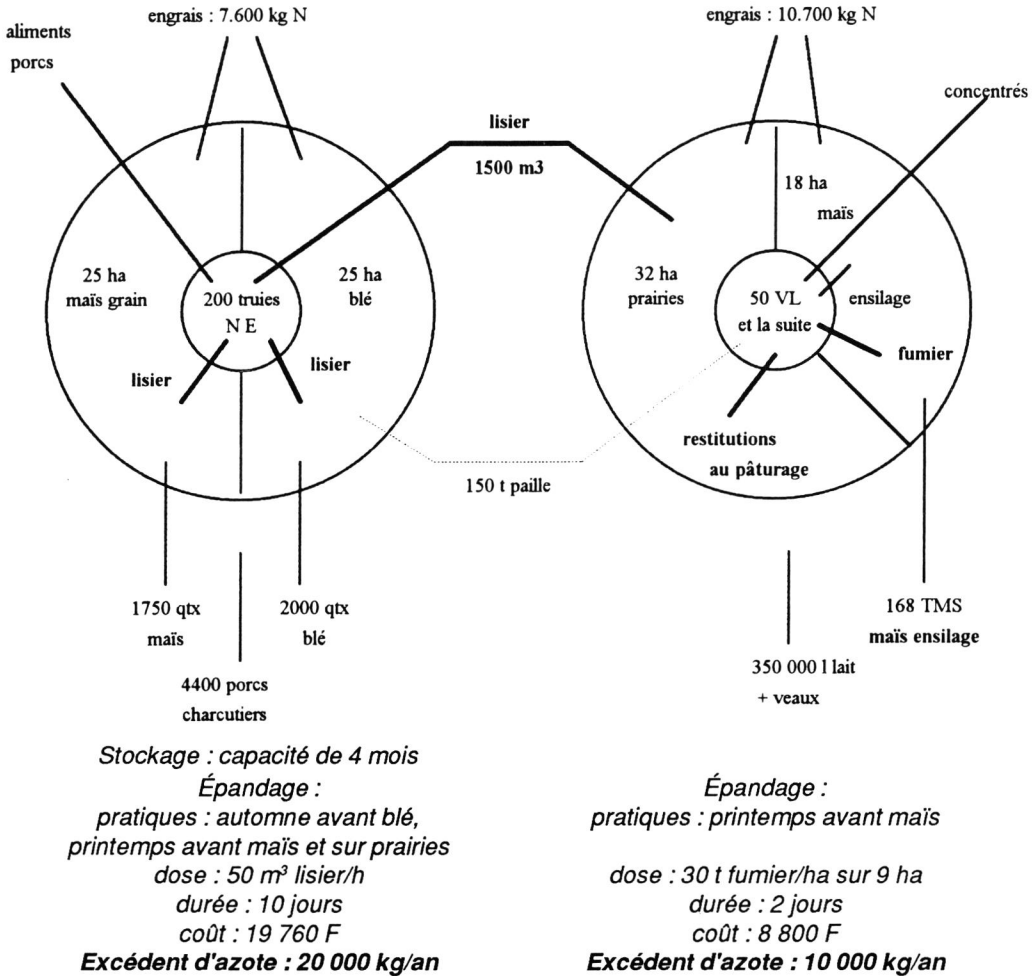 engrais : 7.600 kg N
aliments
porcs
lisier
1500 m3
25 ha
maïs grain
25 ha
blé
200 truies
N E
lisier
lisier
150 t paille
1750 qtx
maïs
2000 qtx
blé
4400 porcs
charcutiers
engrais : 10.700 kg N
concentrés
18 ha
maïs
32 ha
prairies
50 VL
et la suite
ensilage
fumier
restitutions
au pâturage
168 TMS
maïs ensilage
350 000 l lait
+ veaux
Stockage : capacité de 4 mois
Épandage :
pratiques : automne avant blé,
printemps avant maïs et sur prairies
dose : 50 m³ lisier/h
durée : 10 jours
coût : 19 760 F
Excédent d'azote : 20 000 kg/an
Épandage :
pratiques : printemps avant maïs
dose : 30 t fumier/ha sur 9 ha
durée : 2 jours
coût : 8 800 F
Excédent d'azote : 10 000 kg/an